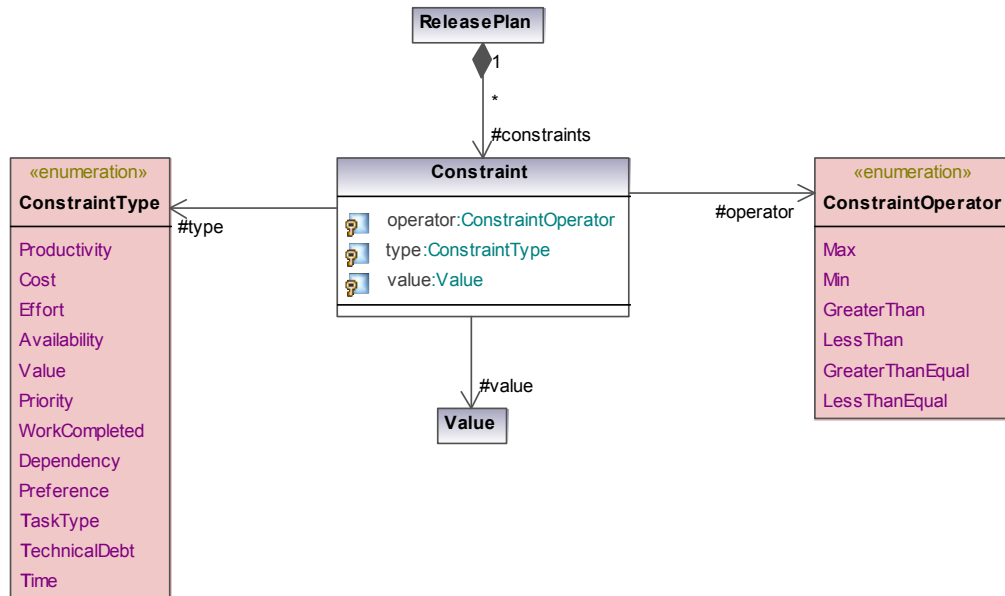 ReleasePlan
1
*
#constraints
«enumeration»
ConstraintType
Productivity
Cost
Effort
Availability
Value
Priority
WorkCompleted
Dependency
Preference
TaskType
TechnicalDebt
Time
#type
Constraint
operator:ConstraintOperator
type:ConstraintType
value:Value
#operator
«enumeration»
ConstraintOperator
Max
Min
GreaterThan
LessThan
GreaterThanEqual
LessThanEqual
#value
Value